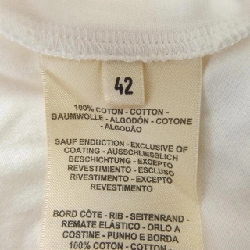 42
100% COTON - COTTON -
BAUMWOLLE - ALGODÓN - COTONE
- ALGODÃO
SAUF ENDUCTION - EXCLUSIVE OF
COATING - AUSSCHLIESSLICH
BESCHICHTUNG - EXCEPTO
REVESTIMIENTO - ESCLUSO
RIVESTIMENTO - EXCEPTO
REVESTIMENTO
BORD CÔTE - RIB - SEITENRAND -
REMATE ELÁSTICO - ORLO A
COSTINE - PUNHO E BORDA
100% COTON - COTTON -